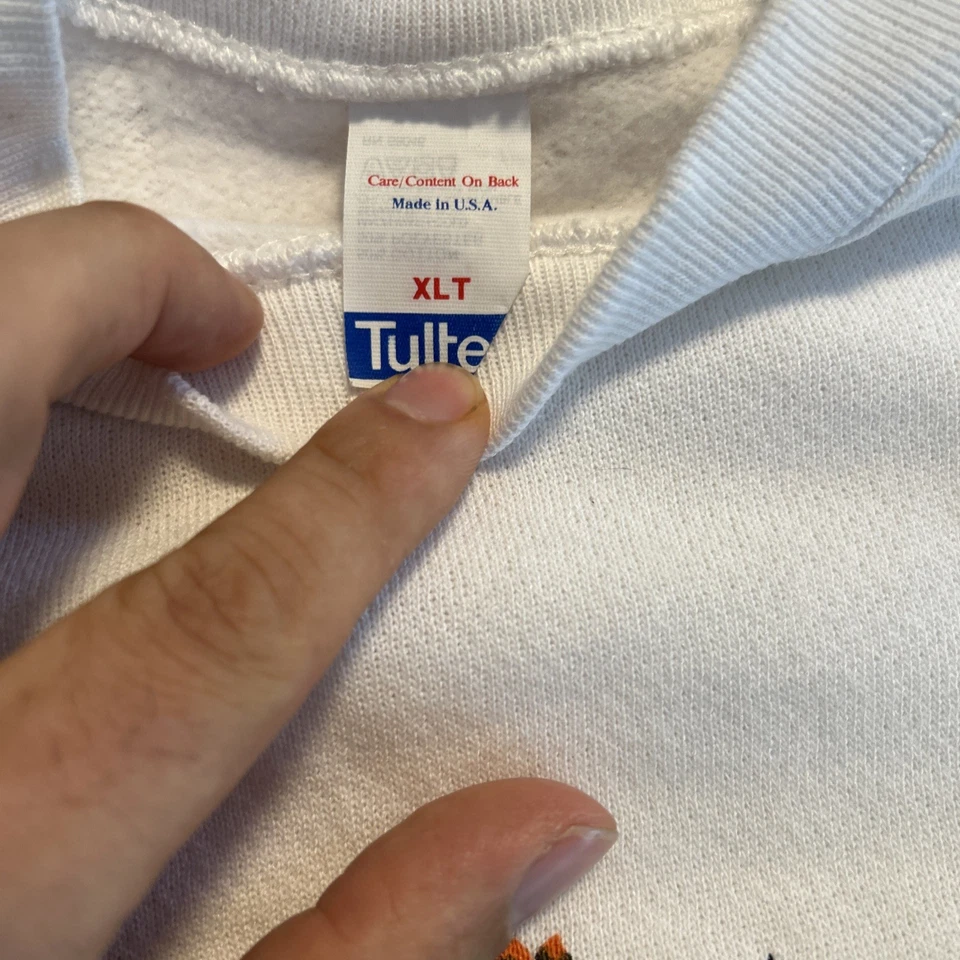 Care/Content On Back
Made in U.S.A.
XLT
Tulte